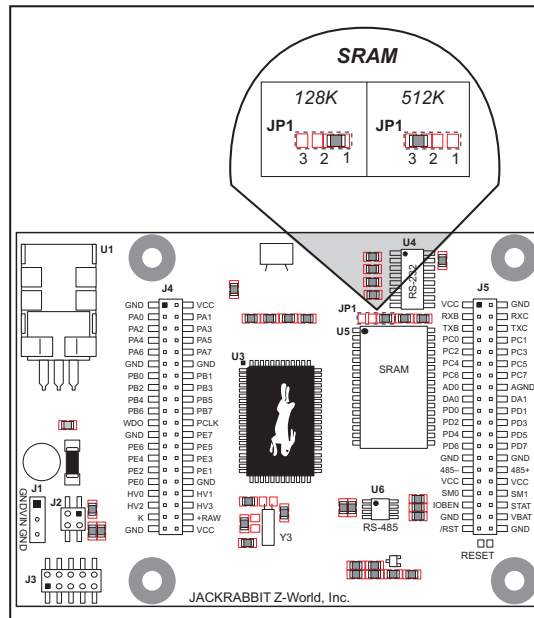 SRAM
128K 512K
JP1 JP1
3 2 1 3 2 1
U1
U4
RS-232
J4
J5
JP1
U5
SRAM
U3
GND VCC
PA0 PA1
PA2 PA3
PA4 PA5
PA6 PA7
GND GND
PB0 PB1
PB2 PB3
PB4 PB5
PB6 PB7
WDO PCLK
GND PE7
PE6 PE5
PE4 PE3
PE2 PE1
PE0 GND
HV0 HV1
HV2 HV3
K +RAW
GND VCC
VCC GND
RXB RXC
TXB TXC
PC0 PC1
PC2 PC3
PC4 PC5
PC6 PC7
AD0 AGND
DA0 DA1
PD0 PD1
PD2 PD3
PD4 PD5
PD6 PD7
GND GND
485– 485+
VCC VCC
SM0 SM1
IOBEN STAT
GND VBAT
/RST GND
J1
GND VIN GND
J2
J3
U6
RS-485
Y3
RESET
JACKRABBIT Z-World, Inc.